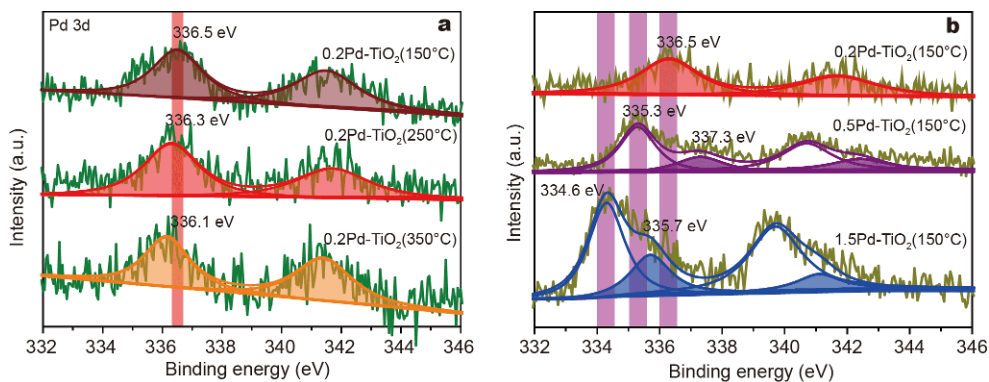 Pd 3d
a
336.5 eV
0.2Pd-TiO₂(150°C)
336.3 eV
0.2Pd-TiO₂(250°C)
336.1 eV
0.2Pd-TiO₂(350°C)
Intensity (a.u.)
332 334 336 338 340 342 344 346
Binding energy (eV)
b
336.5 eV
0.2Pd-TiO₂(150°C)
335.3 eV
337.3 eV
0.5Pd-TiO₂(150°C)
334.6 eV
335.7 eV
1.5Pd-TiO₂(150°C)
Intensity (a.u.)
332 334 336 338 340 342 344 346
Binding energy (eV)